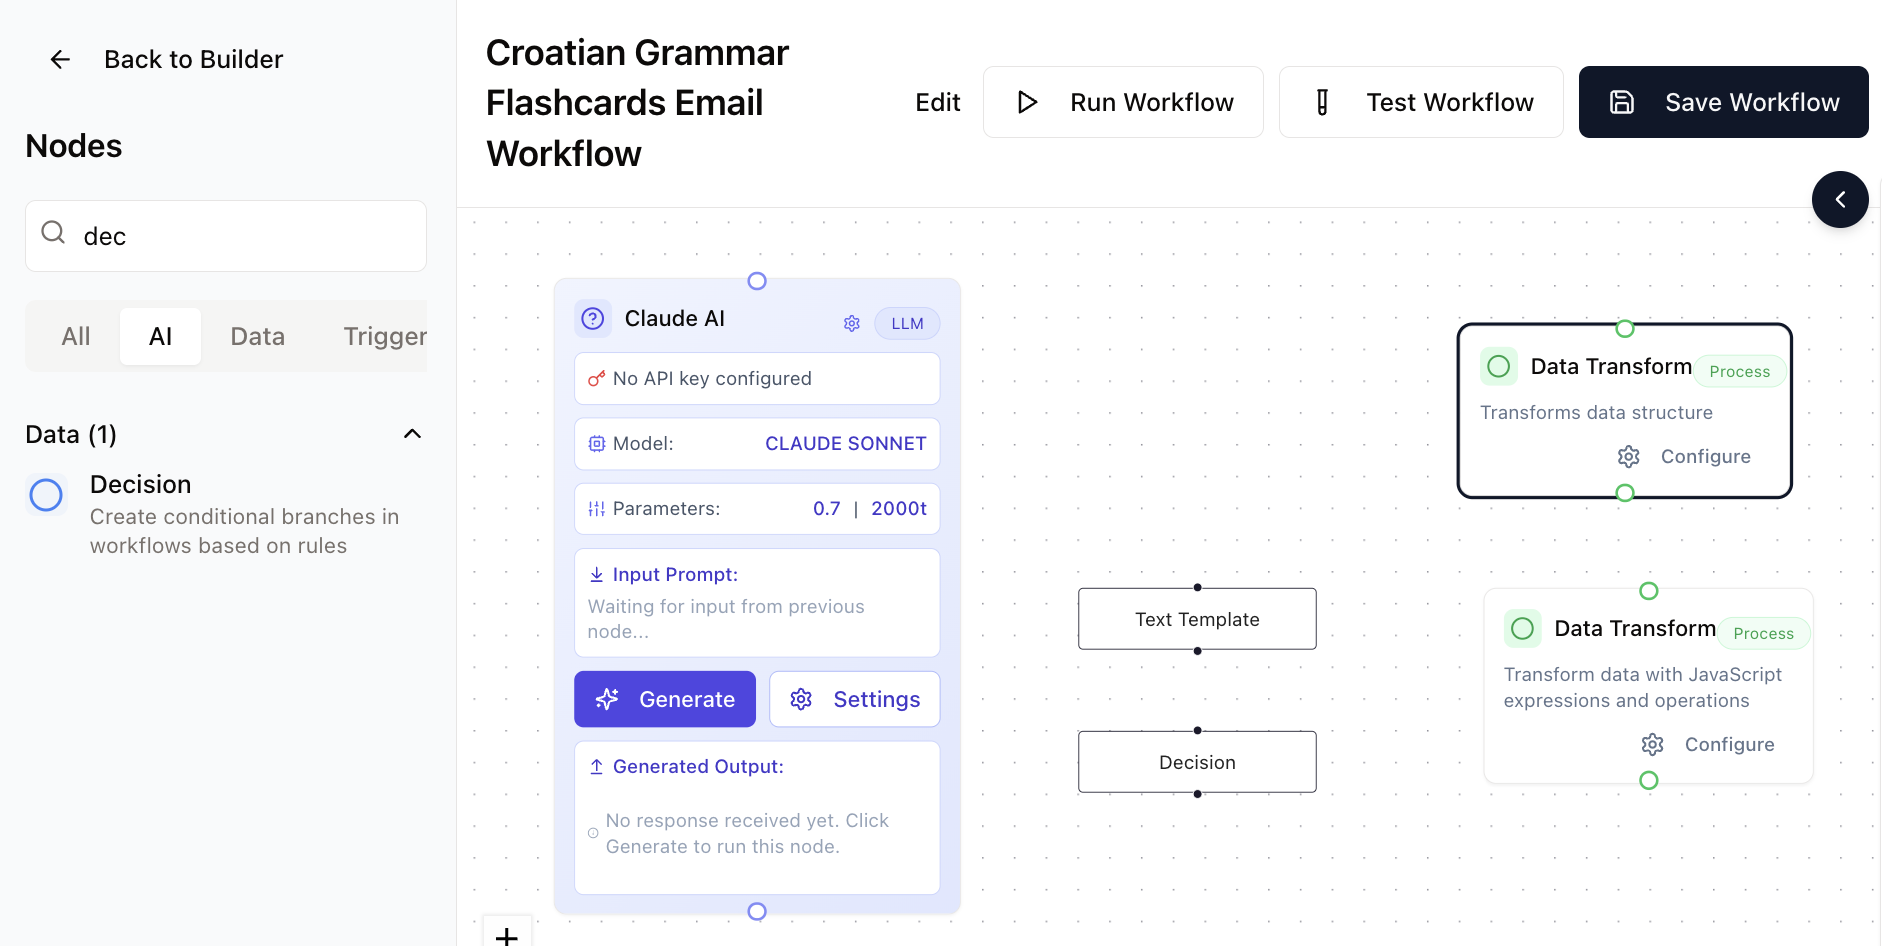 Back to Builder
Nodes
dec
All AI Data Trigger
Data (1)
Decision
Create conditional branches in
workflows based on rules
Croatian Grammar
Flashcards Email
Workflow
Edit
Run Workflow
Test Workflow
Save Workflow
Claude AI
LLM
No API key configured
Model: CLAUDE SONNET
Parameters: 0.7 | 2000t
Input Prompt:
Waiting for input from previous
node...
Generate
Settings
Generated Output:
No response received yet. Click
Generate to run this node.
Text Template
Decision
Data Transform
Process
Transforms data structure
Configure
Data Transform
Process
Transform data with JavaScript
expressions and operations
Configure